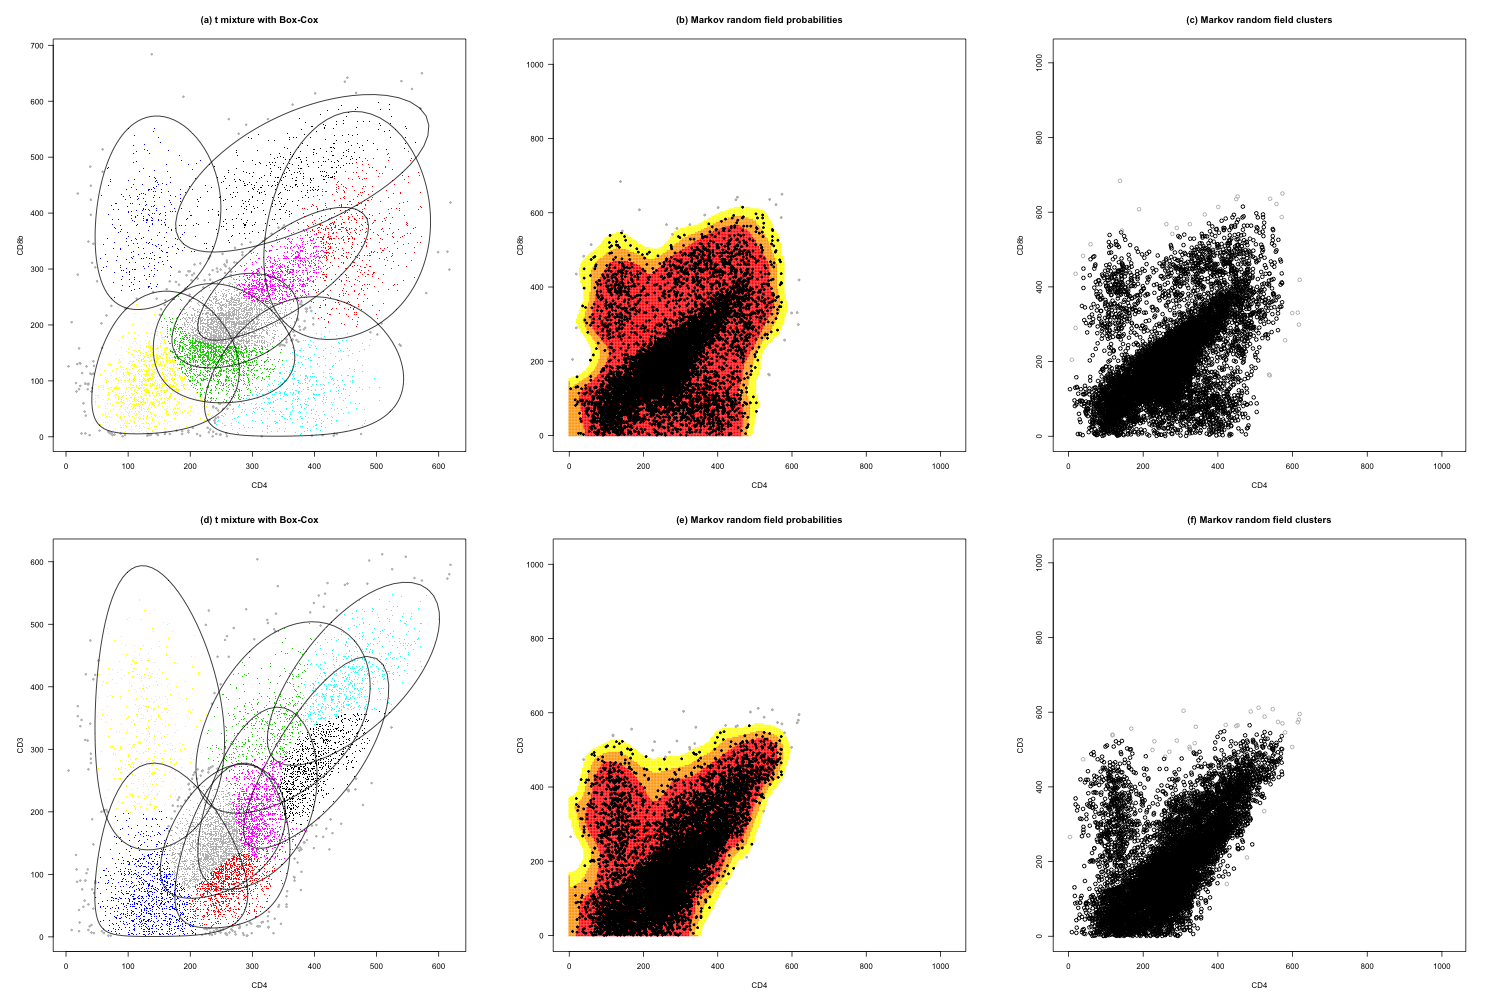 (a) t mixture with Box-Cox
700
600
500
400
300
200
100
0
CD8b
0 100 200 300 400 500 600
CD4
(b) Markov random field probabilities
1000
800
600
400
200
0
CD8b
0 200 400 600 800 1000
CD4
(c) Markov random field clusters
1000
800
600
400
200
0
CD8b
0 200 400 600 800 1000
CD4
(d) t mixture with Box-Cox
600
500
400
300
200
100
0
CD3
0 100 200 300 400 500 600
CD4
(e) Markov random field probabilities
1000
800
600
400
200
0
CD3
0 200 400 600 800 1000
CD4
(f) Markov random field clusters
1000
800
600
400
200
0
CD3
0 200 400 600 800 1000
CD4